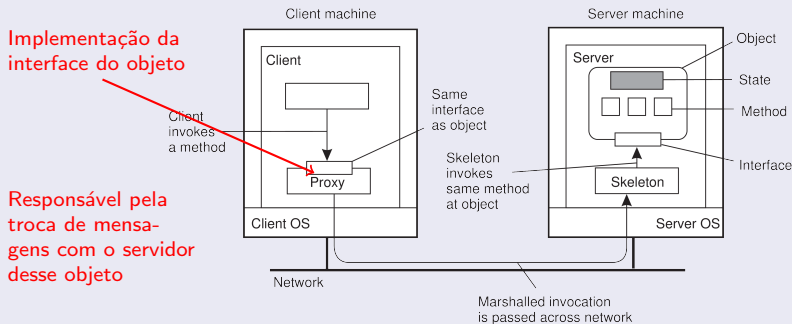 Client machine
Server machine
Implementação da
interface do objeto
Client
Server
Object
State
Method
Same
interface
as object
Client
invokes
a method
Skeleton
invokes
same method
at object
Interface
Proxy
Skeleton
Responsável pela
troca de mensa-
gens com o servidor
desse objeto
Client OS
Server OS
Network
Marshalled invocation
is passed across network